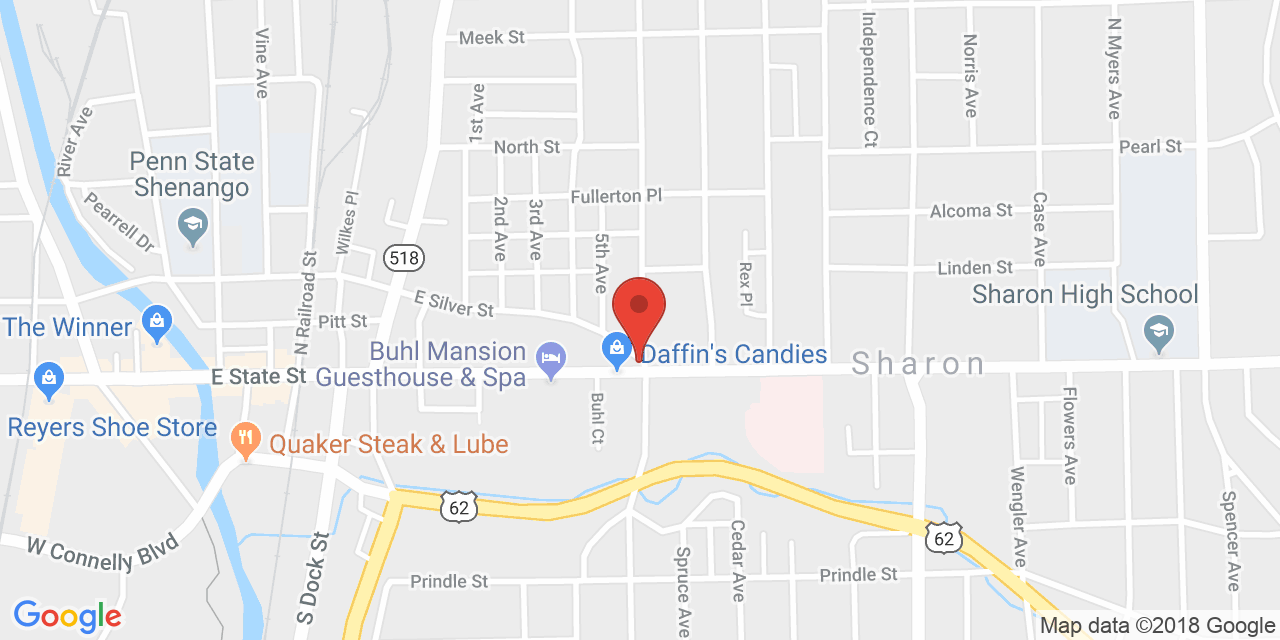 Meek St
Vine Ave
Independence Ct
Norris Ave
N Myers Ave
River Ave
1st Ave
North St
Pearl St
Penn State
Shenango
Fullerton Pl
Pearrell Dr
Wilkes Pl
2nd Ave
3rd Ave
5th Ave
Alcoma St
Case Ave
518
Rex Pl
Linden St
N Railroad St
E Silver St
Sharon High School
The Winner
Pitt St
Buhl Mansion
Guesthouse & Spa
Daffin's Candies
Sharon
E State St
Reyers Shoe Store
Buhl Ct
Flowers Ave
Quaker Steak & Lube
62
62
Wengler Ave
Spencer Ave
W Connelly Blvd
S Dock St
Prindle St
Spruce Ave
Cedar Ave
Prindle St
Google
Map data ©2018 Google